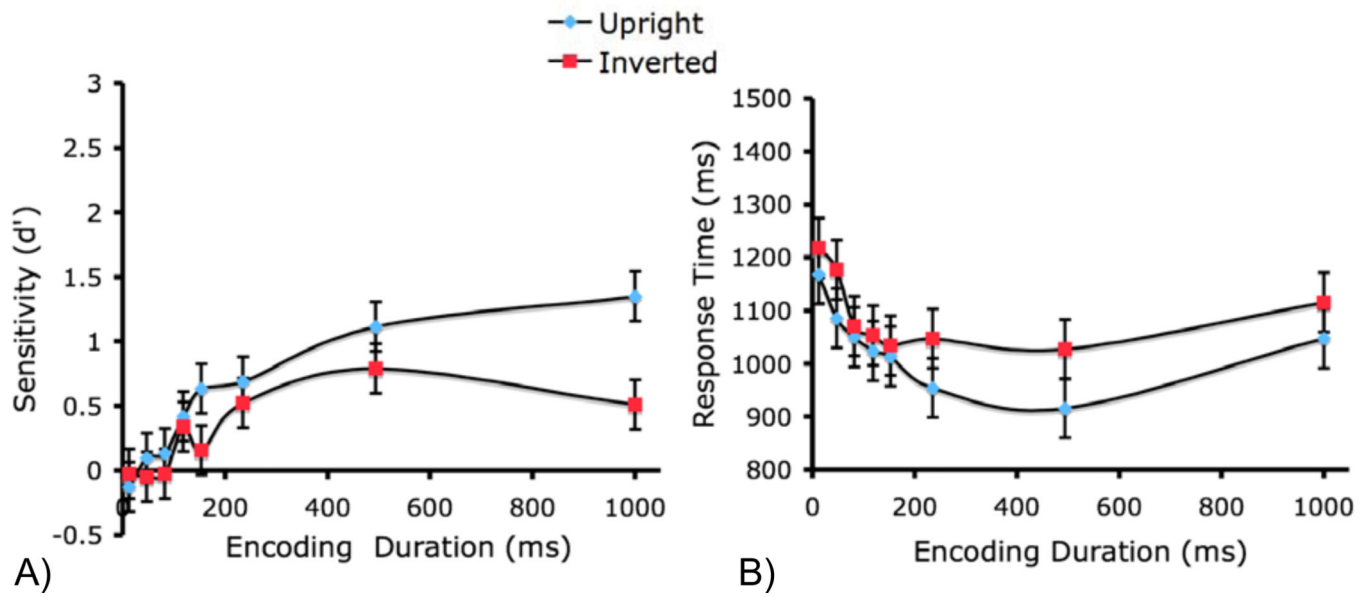 Upright
Inverted
3
2.5
2
1.5
1
0.5
0
-0.5
Sensitivity (d')
0 200 400 600 800 1000
Encoding Duration (ms)
A)
1500
1400
1300
1200
1100
1000
900
800
Response Time (ms)
0 200 400 600 800 1000
Encoding Duration (ms)
B)